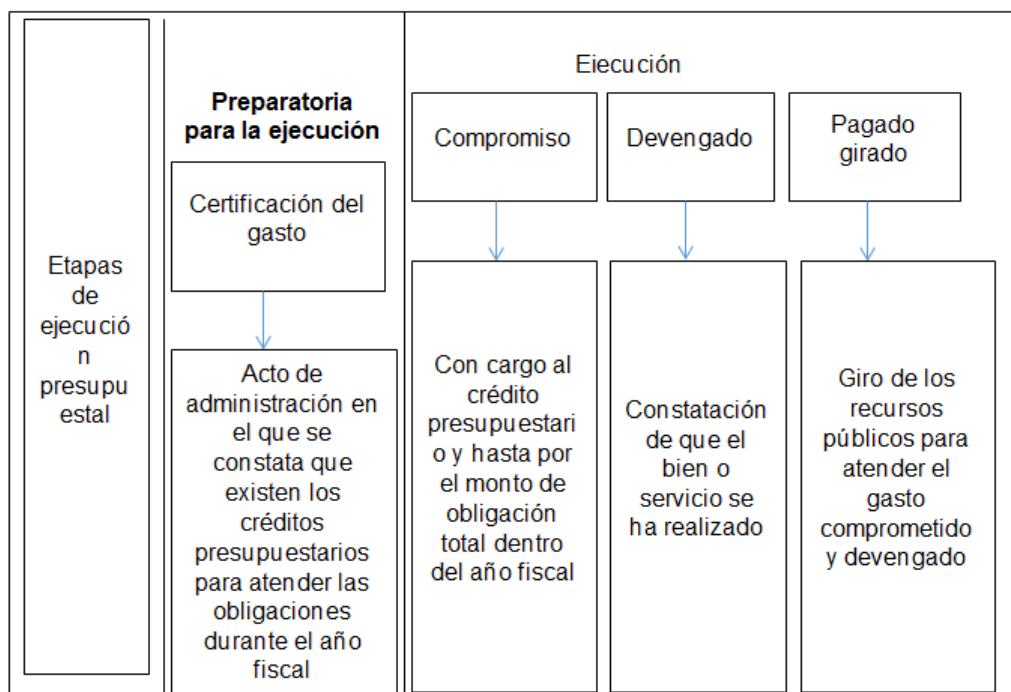 Etapas
de
ejecució
n
presupu
estal
Preparatoria
para la ejecución
Certificación del
gasto
Acto de
administración en
el que se
constata que
existen los
créditos
presupuestarios
para atender las
obligaciones
durante el año
fiscal
Ejecución
Compromiso
Con cargo al
crédito
presupuestari
o y hasta por
el monto de
obligación
total dentro
del año fiscal
Devengado
Constatación
de que el
bien o
servicio se
ha realizado
Pagado
girado
Giro de los
recursos
públicos para
atender el
gasto
comprometido
y devengado